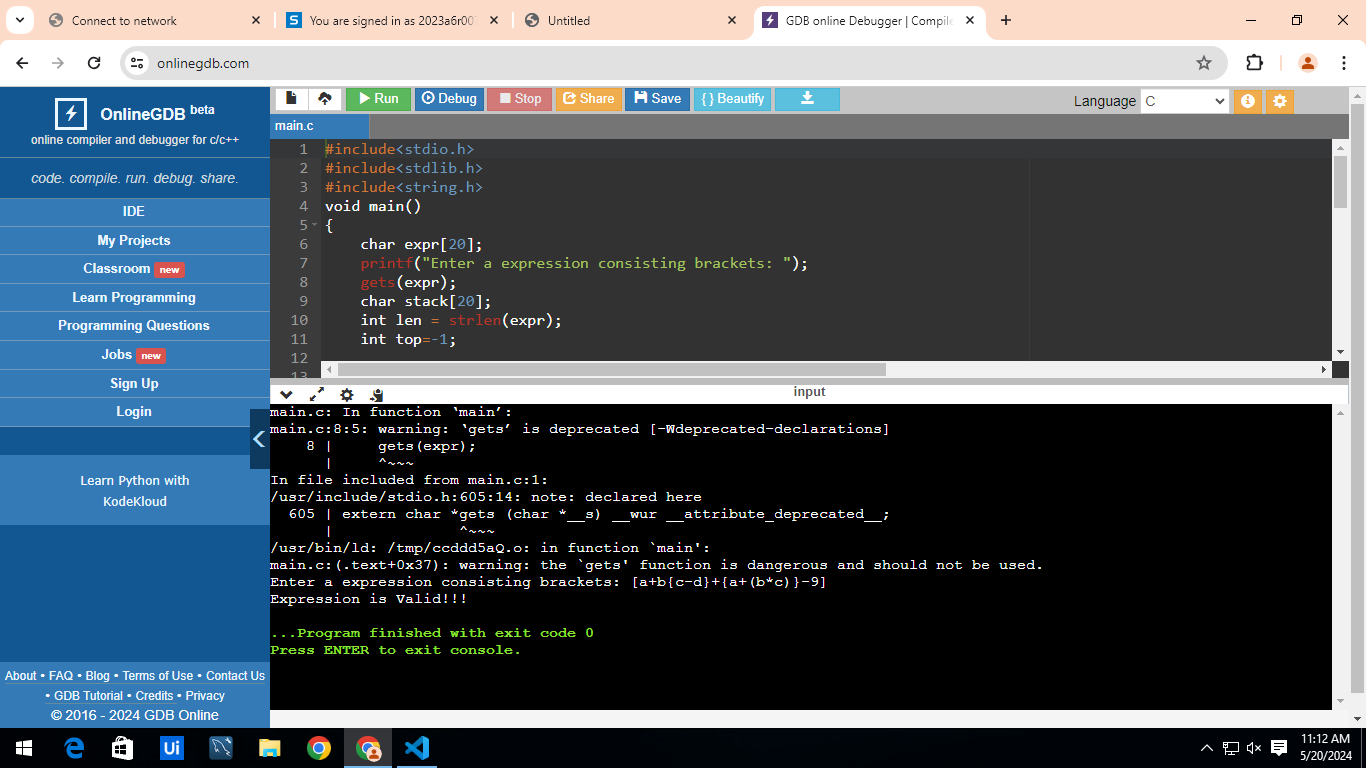 Connect to network
You are signed in as 2023a6r00
Untitled
GDB online Debugger | Compile
onlinegdb.com
OnlineGDB beta
online compiler and debugger for c/c++
code. compile. run. debug. share.
IDE
My Projects
Classroom new
Learn Programming
Programming Questions
Jobs new
Sign Up
Login
Learn Python with
KodeKloud
About • FAQ • Blog • Terms of Use • Contact Us
• GDB Tutorial • Credits • Privacy
© 2016 - 2024 GDB Online
Run Debug Stop Share Save { } Beautify
Language C
main.c
1 #include<stdio.h>
2 #include<stdlib.h>
3 #include<string.h>
4 void main()
5 {
6 char expr[20];
7 printf("Enter a expression consisting brackets: ");
8 gets(expr);
9 char stack[20];
10 int len = strlen(expr);
11 int top=-1;
12
13
input
main.c: In function ‘main’:
main.c:8:5: warning: ‘gets’ is deprecated [-Wdeprecated-declarations]
8 | gets(expr);
| ^~~~
In file included from main.c:1:
/usr/include/stdio.h:605:14: note: declared here
605 | extern char *gets (char *__s) __wur __attribute_deprecated__;
| ^~~~
/usr/bin/ld: /tmp/ccddd5aQ.o: in function `main':
main.c:(.text+0x37): warning: the `gets' function is dangerous and should not be used.
Enter a expression consisting brackets: [a+b{c-d}+{a+(b*c)}-9]
Expression is Valid!!!
...Program finished with exit code 0
Press ENTER to exit console.
Ui
11:12 AM
5/20/2024